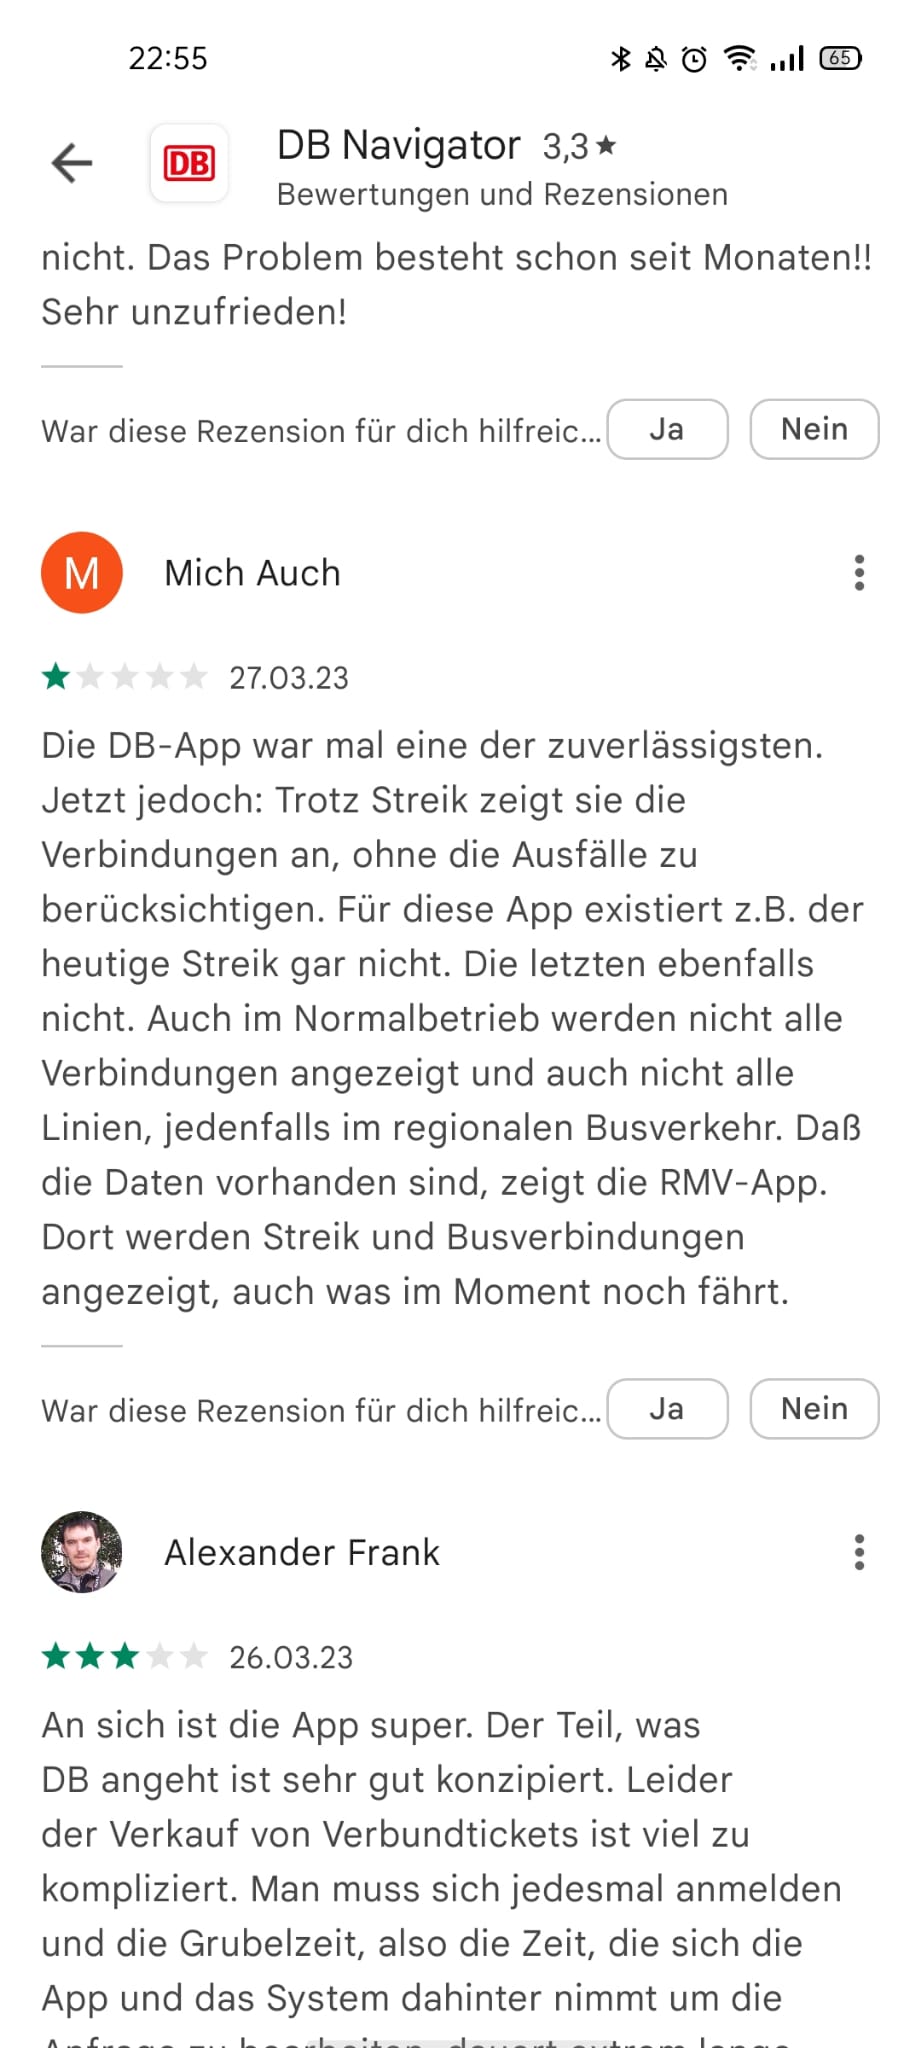 22:55
65
DB
DB Navigator 3,3★
Bewertungen und Rezensionen
nicht. Das Problem besteht schon seit Monaten!!
Sehr unzufrieden!
War diese Rezension für dich hilfreic... Ja Nein
M
Mich Auch
27.03.23
Die DB-App war mal eine der zuverlässigsten.
Jetzt jedoch: Trotz Streik zeigt sie die
Verbindungen an, ohne die Ausfälle zu
berücksichtigen. Für diese App existiert z.B. der
heutige Streik gar nicht. Die letzten ebenfalls
nicht. Auch im Normalbetrieb werden nicht alle
Verbindungen angezeigt und auch nicht alle
Linien, jedenfalls im regionalen Busverkehr. Daß
die Daten vorhanden sind, zeigt die RMV-App.
Dort werden Streik und Busverbindungen
angezeigt, auch was im Moment noch fährt.
War diese Rezension für dich hilfreic... Ja Nein
Alexander Frank
26.03.23
An sich ist die App super. Der Teil, was
DB angeht ist sehr gut konzipiert. Leider
der Verkauf von Verbundtickets ist viel zu
kompliziert. Man muss sich jedesmal anmelden
und die Grubelzeit, also die Zeit, die sich die
App und das System dahinter nimmt um die